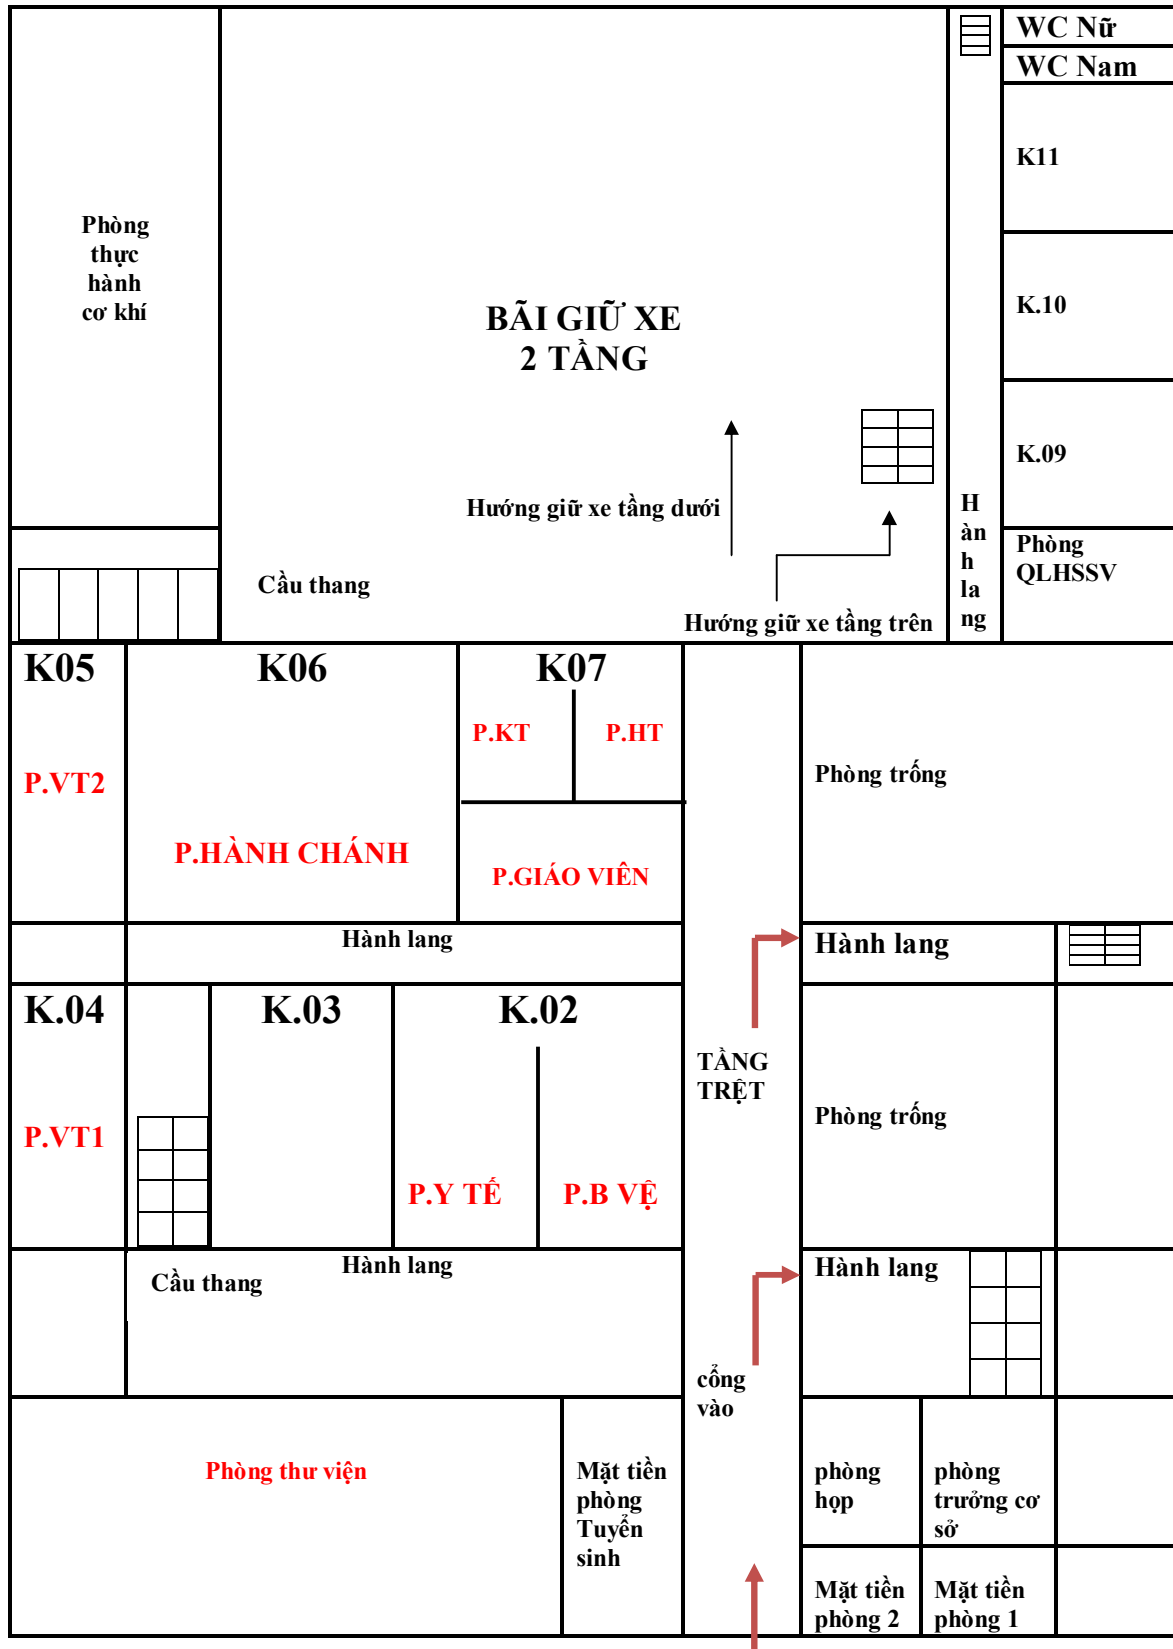 WC Nữ
WC Nam
K11
Phòng
thực
hành
cơ khí
BÃI GIỮ XE
2 TẦNG
K.10
K.09
Hướng giữ xe tầng dưới
H
àn
h
la
ng
Phòng
QLHSSV
Cầu thang
Hướng giữ xe tầng trên
K05
K06
K07
P.KT
P.HT
P.VT2
Phòng trống
P.HÀNH CHÁNH
P.GIÁO VIÊN
Hành lang
Hành lang
K.04
K.03
K.02
TẦNG
TRỆT
P.VT1
Phòng trống
P.Y TẾ
P.B VỆ
Hành lang
Cầu thang
Hành lang
cổng
vào
Phòng thư viện
Mặt tiền
phòng
Tuyển
sinh
phòng
họp
phòng
trưởng cơ
sở
Mặt tiền
phòng 2
Mặt tiền
phòng 1